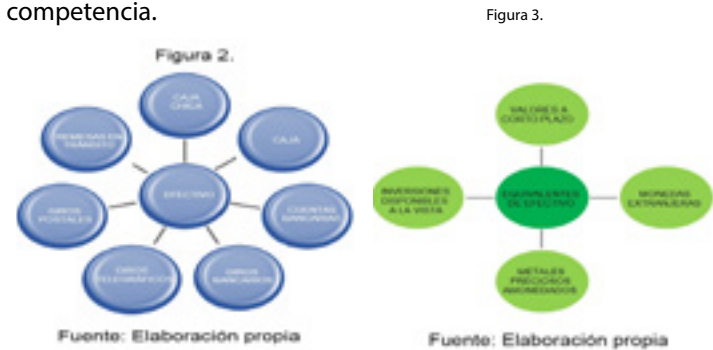 competencia.
Figura 2.
CAJA
CHICA
CAJA
CUENTAS
BANCARIAS
GIROS
BANCARIOS
GIROS
TELEGRÁFICOS
GIROS
POSTALES
REMESAS EN
TRÁNSITO
EFECTIVO
Fuente: Elaboración propia
Figura 3.
VALORES A
CORTO PLAZO
INVERSIONES
DISPONIBLES
A LA VISTA
EQUIVALENTES
DE EFECTIVO
MONEDAS
EXTRANJERAS
METALES
PRECIOSOS
AMONEDADOS
Fuente: Elaboración propia